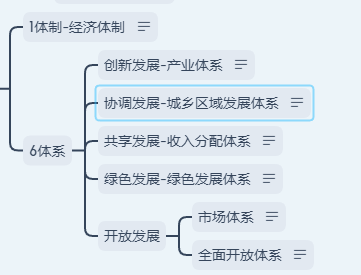 1体制-经济体制
创新发展-产业体系
协调发展-城乡区域发展体系
共享发展-收入分配体系
6体系
绿色发展-绿色发展体系
市场体系
开放发展
全面开放体系